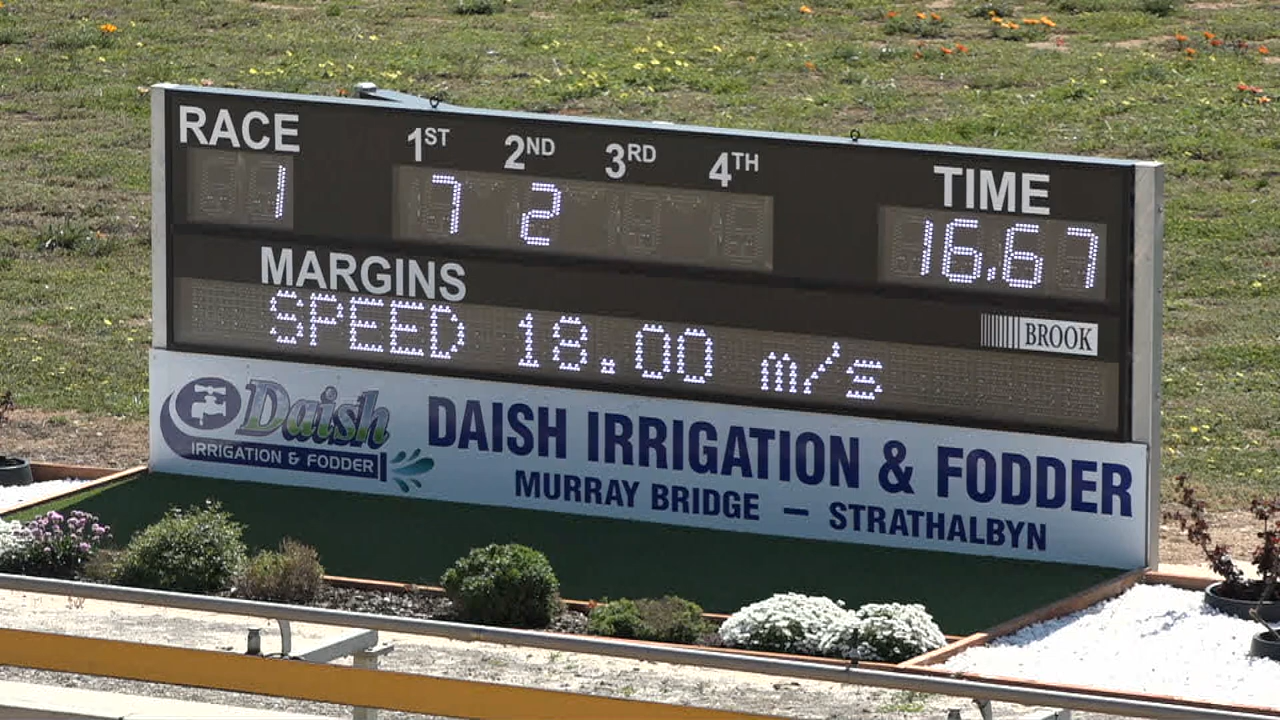 RACE 1ST 2ND 3RD 4TH TIME
1 7 2 16.67
MARGINS
SPEED 18.00 m/s
BROOK
Daish
IRRIGATION & FODDER
DAISH IRRIGATION & FODDER
MURRAY BRIDGE – STRATHALBYN